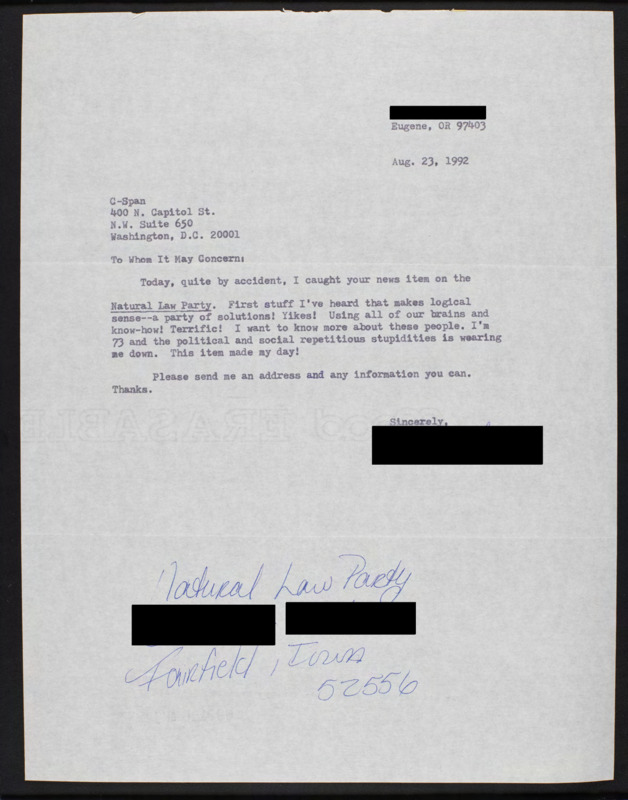 Eugene, OR 97403
Aug. 23, 1992
C-Span
400 N. Capitol St.
N.W. Suite 650
Washington, D.C. 20001
To Whom It May Concern:
Today, quite by accident, I caught your news item on the
Natural Law Party. First stuff I've heard that makes logical
sense--a party of solutions! Yikes! Using all of our brains and
know-how! Terrific! I want to know more about these people. I'm
73 and the political and social repetitious stupidities is wearing
me down. This item made my day!
Please send me an address and any information you can.
Thanks.
Sincerely,
ERASABLE
Natural Law Party
Fairfield, Iowa
52556